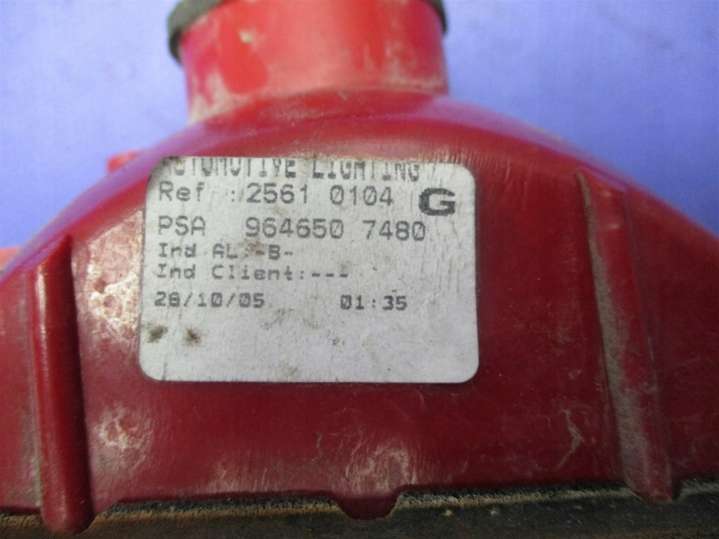 AUTOMOTIVE LIGHTING
Ref : 2561 0104 G
PSA 964650 7480
Ind AL:-B-
Ind Client:---
28/10/05 01:35